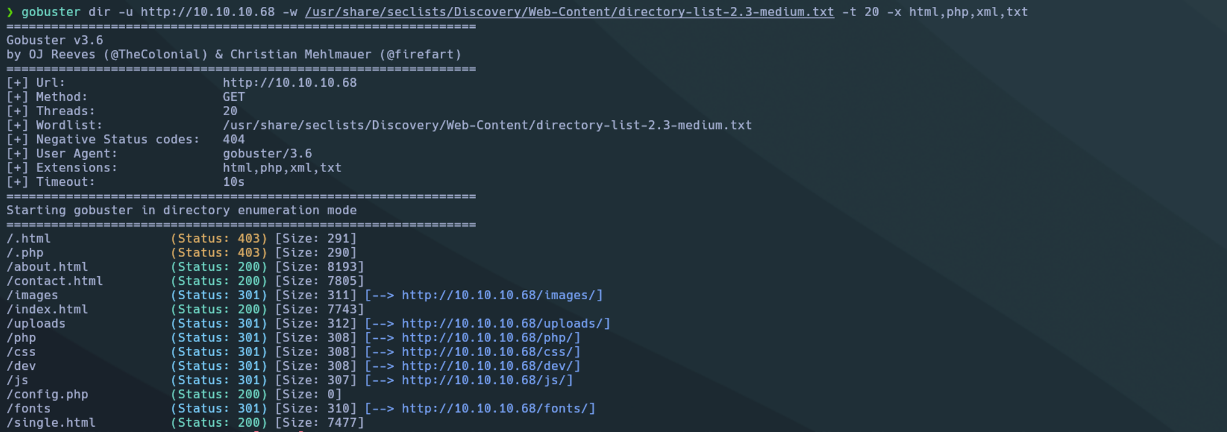 ❯ gobuster dir -u http://10.10.10.68 -w /usr/share/seclists/Discovery/Web-Content/directory-list-2.3-medium.txt -t 20 -x html,php,xml,txt
===============================================================
Gobuster v3.6
by OJ Reeves (@TheColonial) & Christian Mehlmauer (@firefart)
===============================================================
[+] Url:                     http://10.10.10.68
[+] Method:                  GET
[+] Threads:                 20
[+] Wordlist:                /usr/share/seclists/Discovery/Web-Content/directory-list-2.3-medium.txt
[+] Negative Status codes:   404
[+] User Agent:              gobuster/3.6
[+] Extensions:              html,php,xml,txt
[+] Timeout:                 10s
===============================================================
Starting gobuster in directory enumeration mode
===============================================================
/.html                (Status: 403) [Size: 291]
/.php                 (Status: 403) [Size: 290]
/about.html           (Status: 200) [Size: 8193]
/contact.html         (Status: 200) [Size: 7805]
/images               (Status: 301) [Size: 311] [--> http://10.10.10.68/images/]
/index.html           (Status: 200) [Size: 7743]
/uploads              (Status: 301) [Size: 312] [--> http://10.10.10.68/uploads/]
/php                  (Status: 301) [Size: 308] [--> http://10.10.10.68/php/]
/css                  (Status: 301) [Size: 308] [--> http://10.10.10.68/css/]
/dev                  (Status: 301) [Size: 308] [--> http://10.10.10.68/dev/]
/js                   (Status: 301) [Size: 307] [--> http://10.10.10.68/js/]
/config.php           (Status: 200) [Size: 0]
/fonts                (Status: 301) [Size: 310] [--> http://10.10.10.68/fonts/]
/single.html          (Status: 200) [Size: 7477]